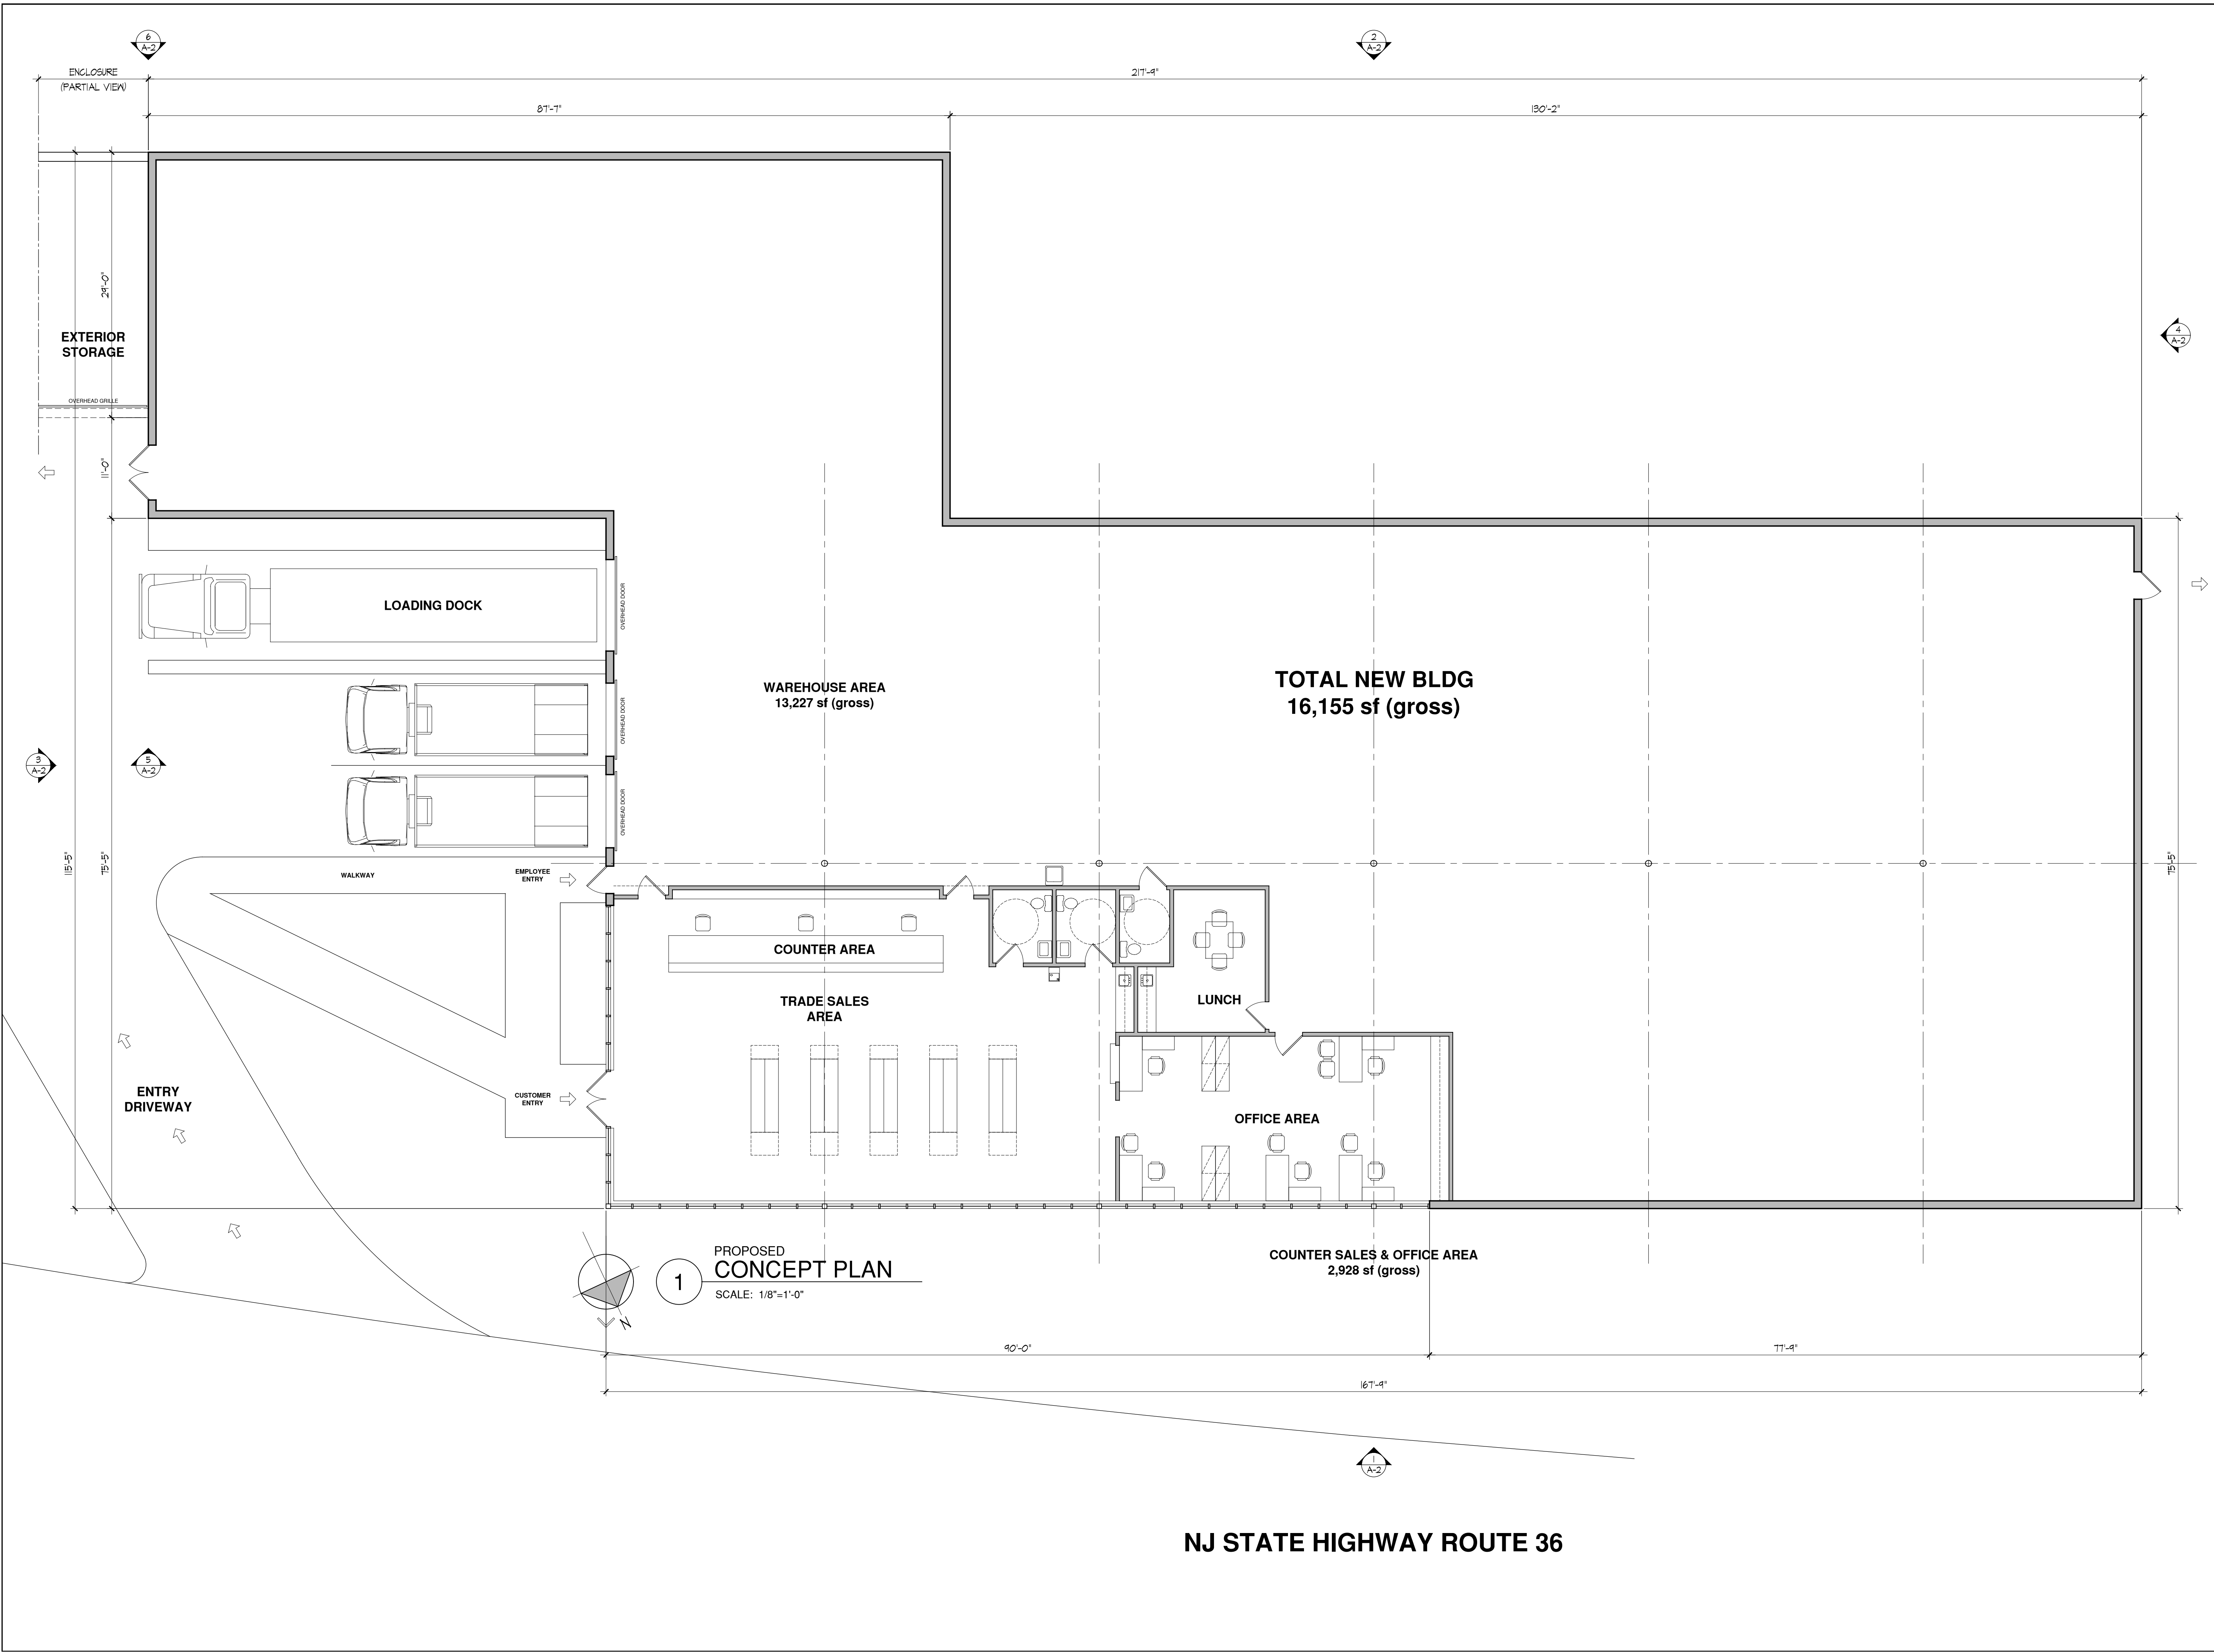 6
A-2
2
A-2
ENCLOSURE
(PARTIAL VIEW)
217'-9"
87'-7"
130'-2"
29'-0"
EXTERIOR
STORAGE
4
A-2
OVERHEAD GRILLE
11'-0"
LOADING DOCK
OVERHEAD DOOR
WAREHOUSE AREA
13,227 sf (gross)
TOTAL NEW BLDG
16,155 sf (gross)
OVERHEAD DOOR
3
A-2
5
A-2
OVERHEAD DOOR
115'-5"
75'-5"
75'-5"
WALKWAY
EMPLOYEE
ENTRY
COUNTER AREA
TRADE SALES
AREA
LUNCH
ENTRY
DRIVEWAY
CUSTOMER
ENTRY
OFFICE AREA
PROPOSED
1
CONCEPT PLAN
SCALE: 1/8"=1'-0"
N
COUNTER SALES & OFFICE AREA
2,928 sf (gross)
90'-0"
77'-9"
167'-9"
1
A-2
NJ STATE HIGHWAY ROUTE 36